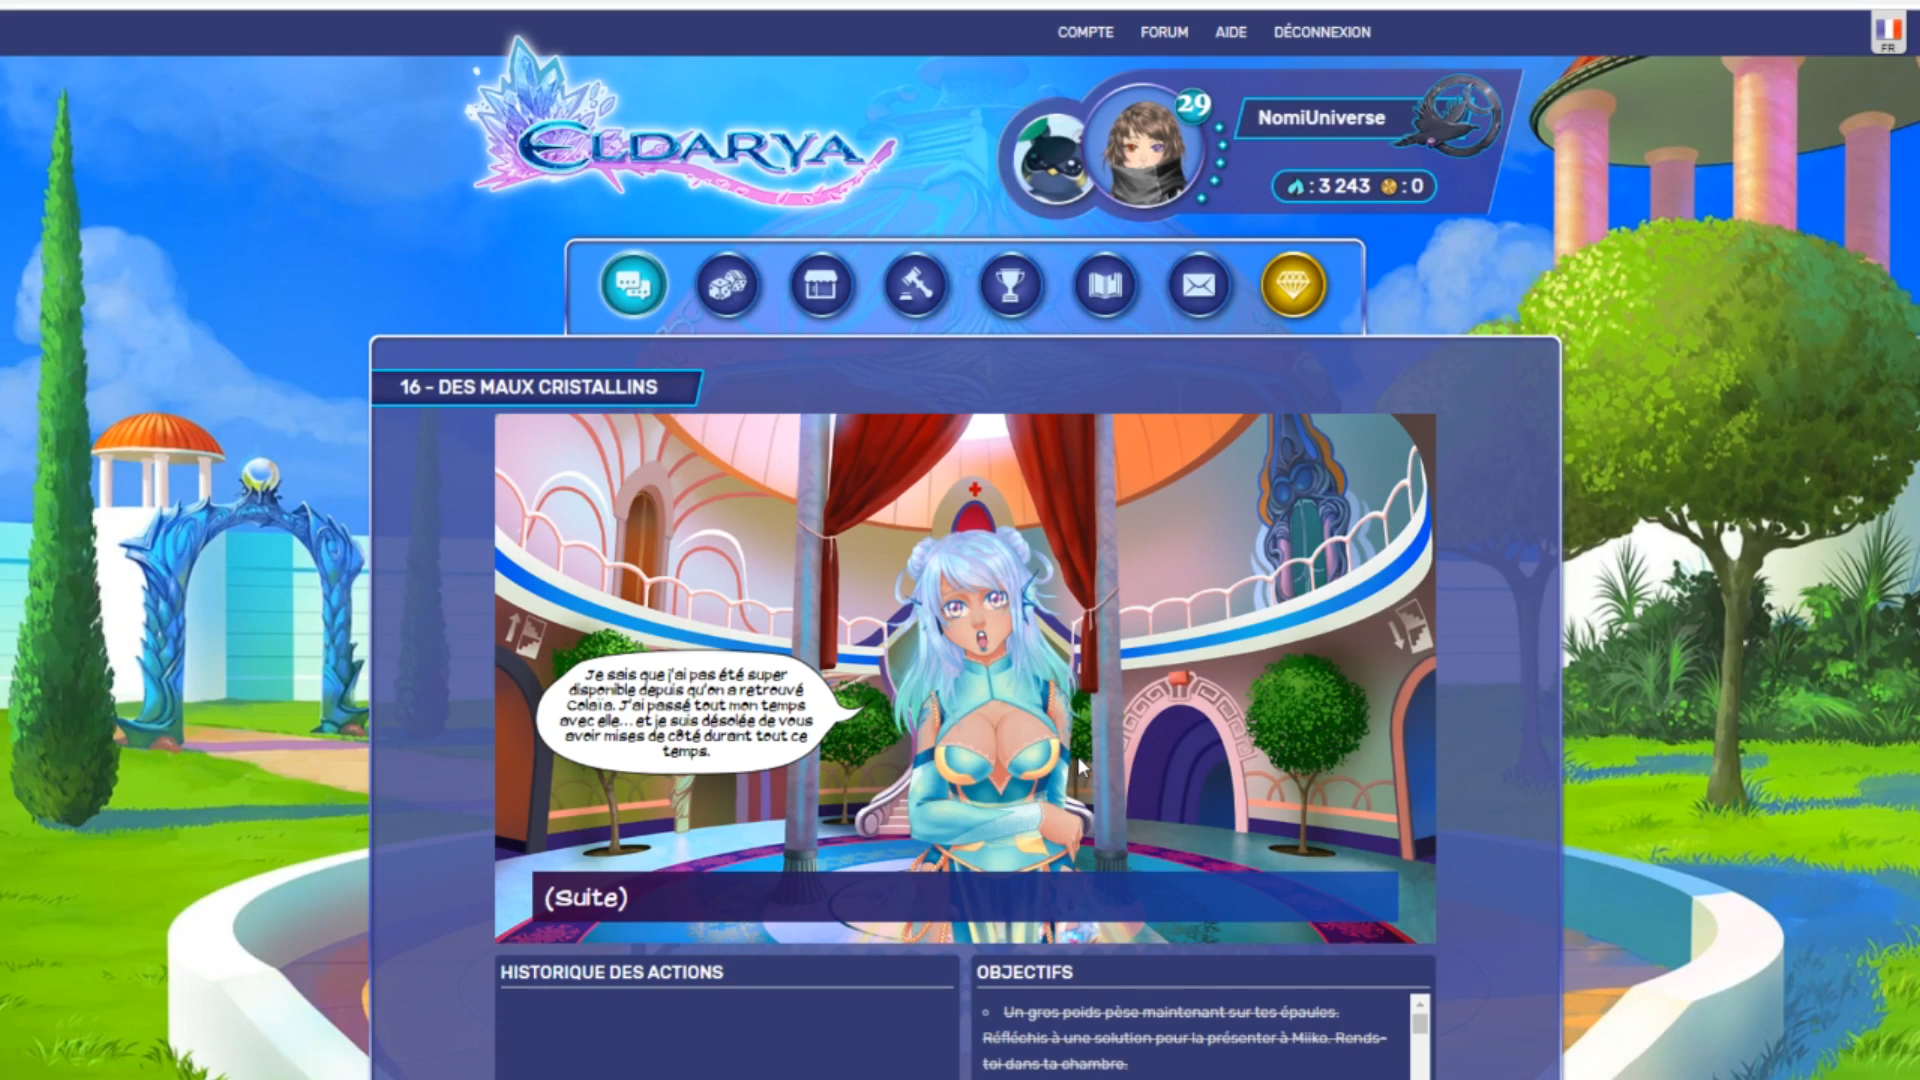 COMPTE FORUM AIDE DÉCONNEXION
FR
ELDARYA
29
NomiUniverse
: 3 243 : 0
16 - DES MAUX CRISTALLINS
Je sais que j'ai pas été super
disponible depuis qu'on a retrouvé
Colaïa. J'ai passé tout mon temps
avec elle... et je suis désolée de vous
avoir mises de côté durant tout ce
temps.
(Suite)
HISTORIQUE DES ACTIONS
OBJECTIFS
Un gros poids pèse maintenant sur tes épaules.
Réfléchis à une solution pour la présenter à Miiko. Rends-
toi dans ta chambre.